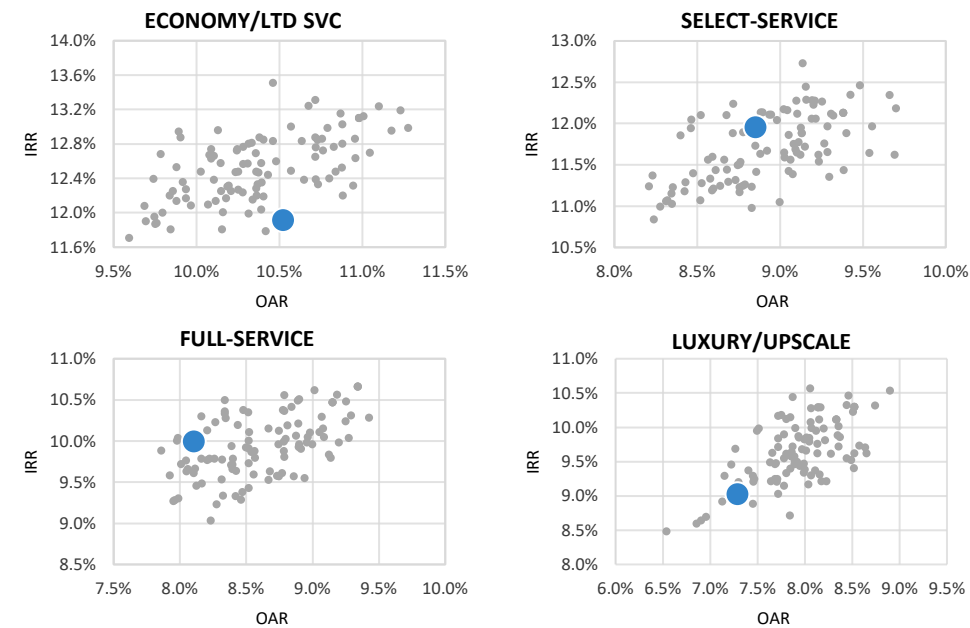 ECONOMY/LTD SVC
14.0%
13.6%
13.2%
12.8%
12.4%
12.0%
11.6%
IRR
9.5% 10.0% 10.5% 11.0% 11.5%
OAR
SELECT-SERVICE
13.0%
12.5%
12.0%
11.5%
11.0%
10.5%
IRR
8.0% 8.5% 9.0% 9.5% 10.0%
OAR
FULL-SERVICE
11.0%
10.5%
10.0%
9.5%
9.0%
8.5%
IRR
7.5% 8.0% 8.5% 9.0% 9.5% 10.0%
OAR
LUXURY/UPSCALE
11.0%
10.5%
10.0%
9.5%
9.0%
8.5%
8.0%
IRR
6.0% 6.5% 7.0% 7.5% 8.0% 8.5% 9.0% 9.5%
OAR